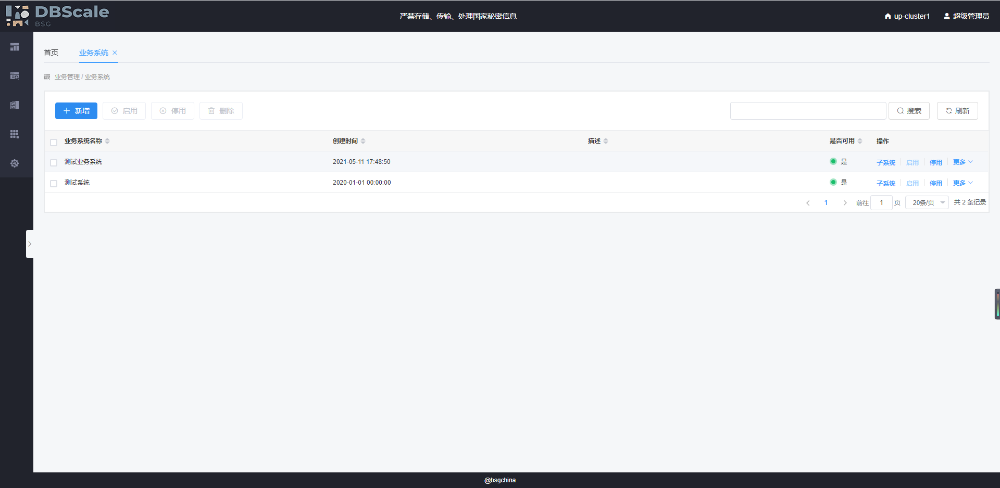 DBScale
BSG
严禁存储、传输、处理国家秘密信息
up-cluster1
超级管理员
首页
业务系统
业务管理 / 业务系统
新增
启用
停用
删除
搜索
刷新
业务系统名称 创建时间 描述 是否可用 操作
测试业务系统 2021-05-11 17:48:50 是 子系统 启用 停用 更多
测试系统 2020-01-01 00:00:00 是 子系统 启用 停用 更多
1 前往 1 页 20条/页 共 2 条记录
@bsgchina